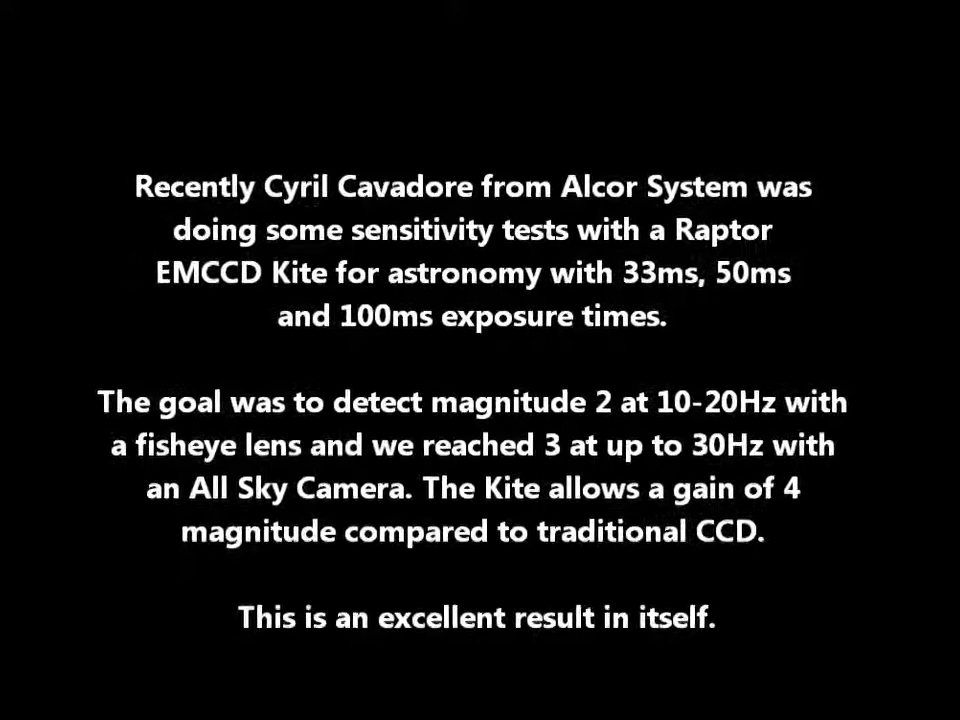 Recently Cyril Cavadore from Alcor System was
doing some sensitivity tests with a Raptor
EMCCD Kite for astronomy with 33ms, 50ms
and 100ms exposure times.
The goal was to detect magnitude 2 at 10-20Hz with
a fisheye lens and we reached 3 at up to 30Hz with
an All Sky Camera. The Kite allows a gain of 4
magnitude compared to traditional CCD.
This is an excellent result in itself.